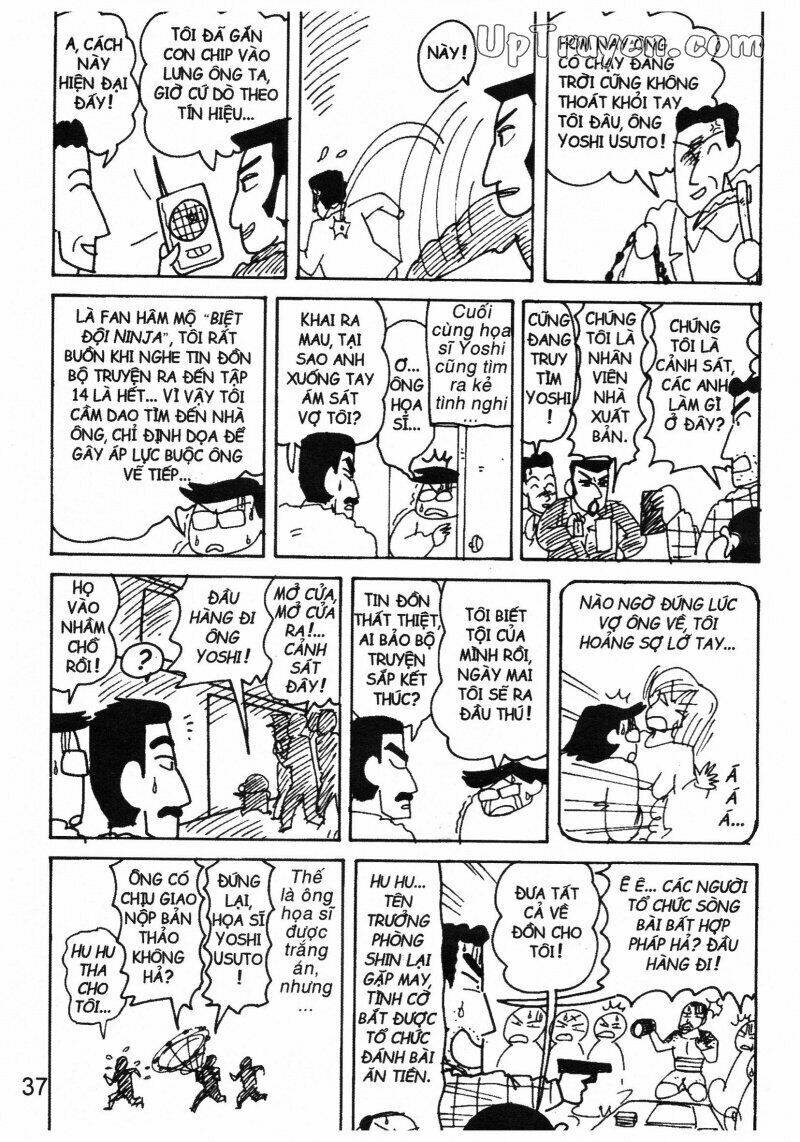 UpTruyen.com
HÔM NAY ÔNG
CÓ CHẠY ĐẰNG
TRỜI CŨNG KHÔNG
THOÁT KHỎI TAY
TÔI ĐÂU, ÔNG
YOSHI USUTO!
NÀY!
TÔI ĐÃ GẮN
CON CHIP VÀO
LƯNG ÔNG TA,
GIỜ CỨ DÒ THEO
TÍN HIỆU...
A, CÁCH
NÀY
HIỆN ĐẠI
ĐẤY!
CHÚNG
TÔI LÀ
CẢNH SÁT,
CÁC ANH
LÀM GÌ
Ở ĐÂY?
CHÚNG
TÔI LÀ
NHÂN
VIÊN
NHÀ
XUẤT
BẢN.
CŨNG
ĐANG
TRUY
TÌM
YOSHI
!
Cuối
cùng họa
sĩ Yoshi
cũng tìm
ra kẻ
tình nghi
...
Ơ...
ÔNG
HỌA
SĨ...
KHAI RA
MAU, TẠI
SAO ANH
XUỐNG TAY
ÁM SÁT
VỢ TÔI?
LÀ FAN HÂM MỘ "BIỆT
ĐỘI NINJA", TÔI RẤT
BUỒN KHI NGHE TIN ĐỒN
BỘ TRUYỆN RA ĐẾN TẬP
14 LÀ HẾT... VÌ VẬY TÔI
CẦM DAO TÌM ĐẾN NHÀ
ÔNG, CHỈ ĐỊNH DỌA ĐỂ
GÂY ÁP LỰC BUỘC ÔNG
VẼ TIẾP...
NÀO NGỜ ĐÚNG LÚC
VỢ ÔNG VỀ, TÔI
HOẢNG SỢ LỠ TAY...
Á
Á
Á...
TÔI BIẾT
TỘI CỦA
MÌNH RỒI,
NGÀY MAI
TÔI SẼ RA
ĐẦU THÚ!
TIN ĐỒN
THẤT THIỆT,
AI BẢO BỘ
TRUYỆN
SẮP KẾT
THÚC?
MỞ CỬA,
MỞ CỬA
RA!...
CẢNH
SÁT ĐÂY!
ĐẦU
HÀNG ĐI
ÔNG
YOSHI!
?
HỌ
VÀO
NHẦM
CHỖ
RỒI!
Ê Ê... CÁC NGƯỜI
TỔ CHỨC SÒNG
BÀI BẤT HỢP
PHÁP HẢ? ĐẦU
HÀNG ĐI!
ĐƯA TẤT
CẢ VỀ
ĐỒN CHO
TÔI!
HU HU...
TÊN
TRƯỞNG
PHÒNG
SHIN LẠI
GẶP MAY,
TÌNH CỜ
BẮT ĐƯỢC
TỔ CHỨC
ĐÁNH BÀI
ĂN TIỀN.
Thế
là ông
họa sĩ
được
trắng
án,
nhưng
...
ĐỨNG
LẠI,
HỌA SĨ
YOSHI
USUTO
!
ÔNG CÓ
CHỊU GIAO
NỘP BẢN
THẢO
KHÔNG
HẢ?
HU HU
THA CHO
TÔI...
37